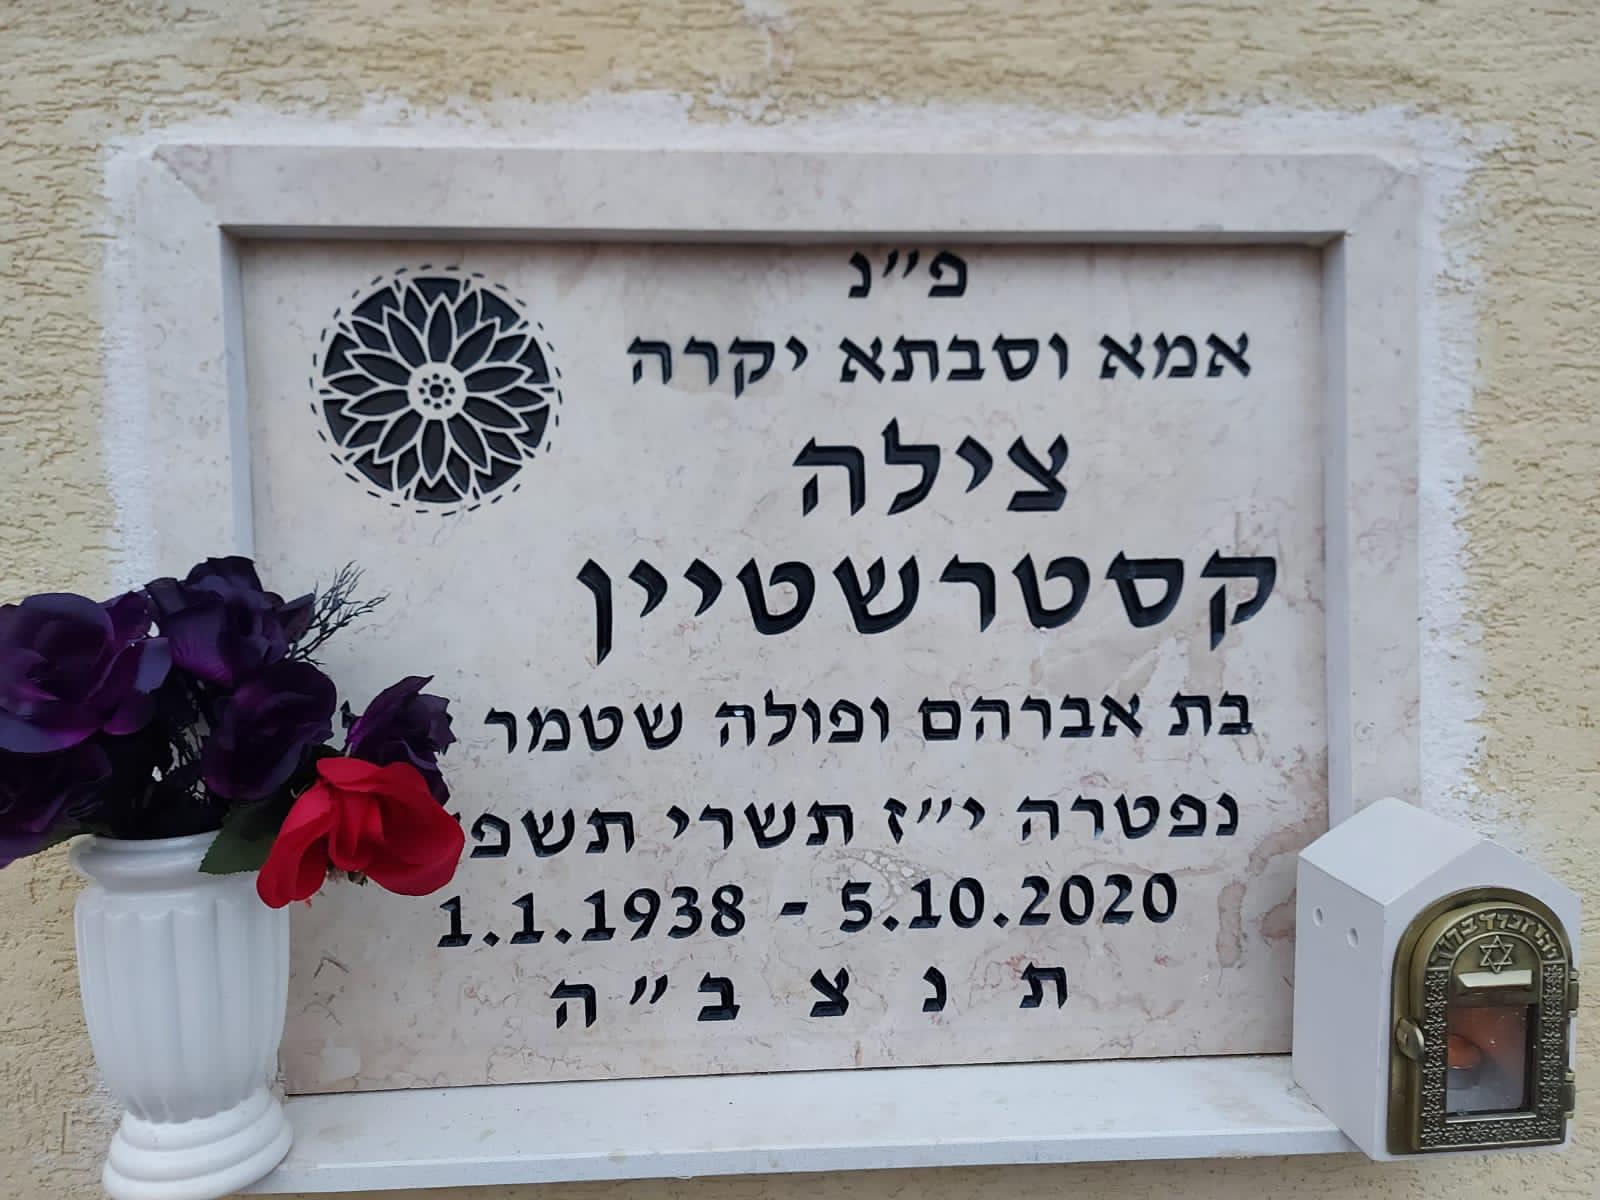 פ״נ
אמא וסבתא יקרה
צילה
קסטרשטיין
בת אברהם ופולה שטמר
נפטרה י״ז תשרי
1.1.1938 - 5.10.2020
ת נ צ ב״ה